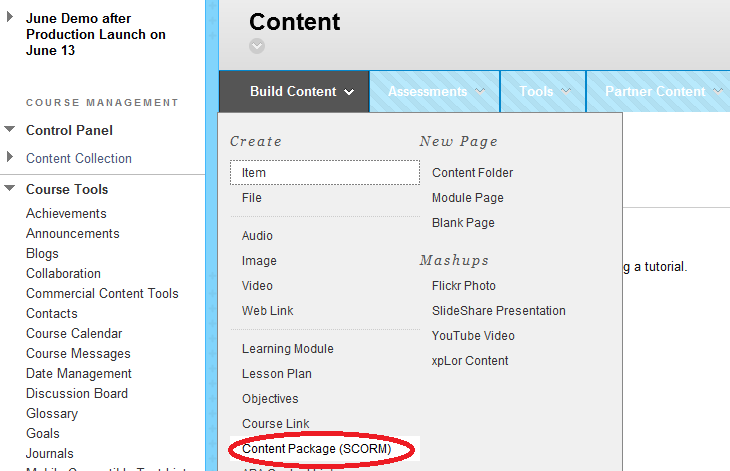 June Demo after
Production Launch on
June 13
COURSE MANAGEMENT
Control Panel
Content Collection
Course Tools
Achievements
Announcements
Blogs
Collaboration
Commercial Content Tools
Contacts
Course Calendar
Course Messages
Date Management
Discussion Board
Glossary
Goals
Journals
Content
Build Content
Assessments
Tools
Partner Content
Create
Item
File
Audio
Image
Video
Web Link
Learning Module
Lesson Plan
Objectives
Course Link
Content Package (SCORM)
New Page
Content Folder
Module Page
Blank Page
Mashups
Flickr Photo
SlideShare Presentation
YouTube Video
xpLor Content
g a tutorial.